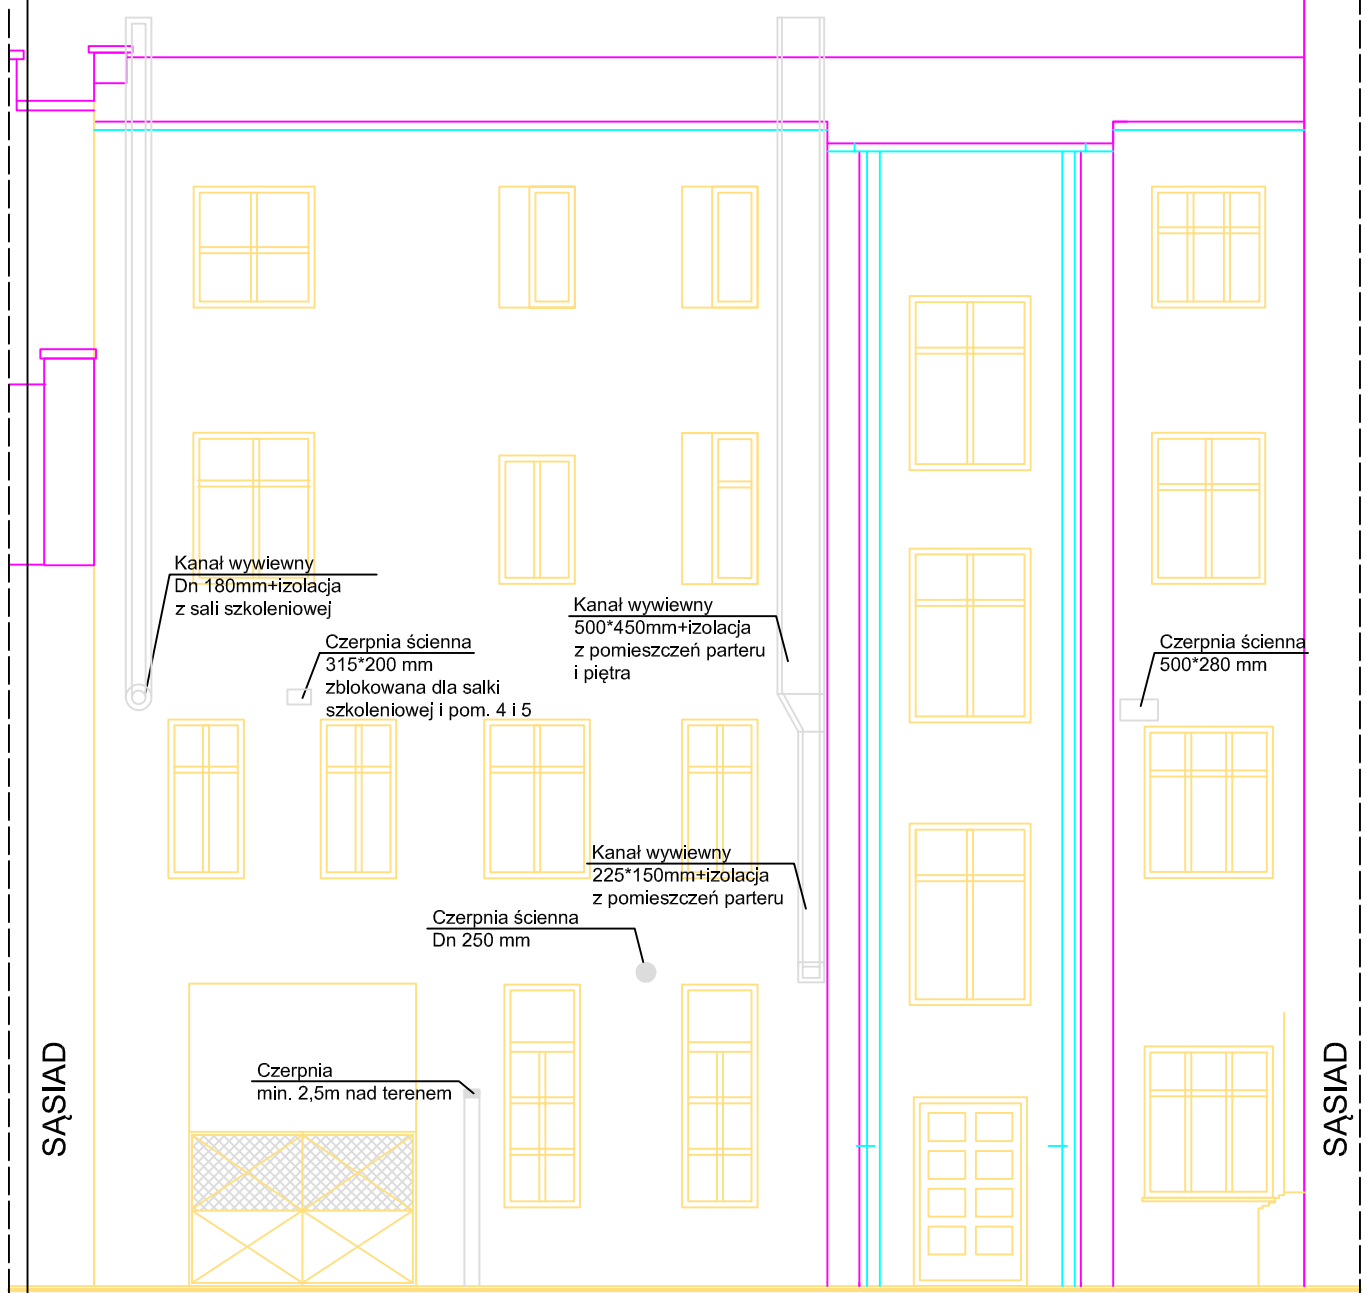 Kanał wywiewny
Dn 180mm+izolacja
z sali szkoleniowej
Czerpnia ścienna
315*200 mm
zblokowana dla salki
szkoleniowej i pom. 4 i 5
Kanał wywiewny
500*450mm+izolacja
z pomieszczeń parteru
i piętra
Czerpnia ścienna
500*280 mm
Kanał wywiewny
225*150mm+izolacja
z pomieszczeń parteru
Czerpnia ścienna
Dn 250 mm
Czerpnia
min. 2,5m nad terenem
SĄSIAD
SĄSIAD